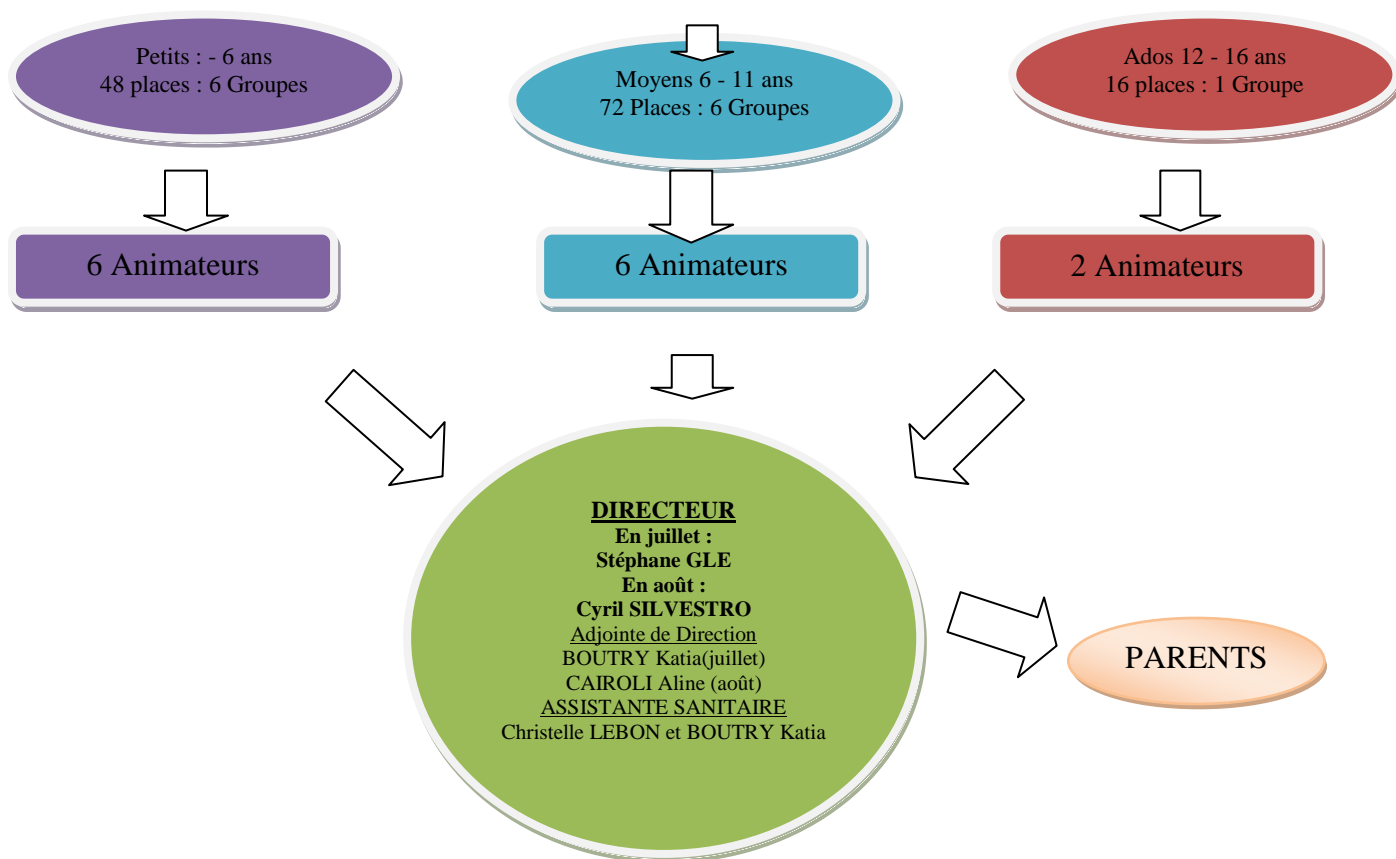 Petits : - 6 ans
48 places : 6 Groupes
Moyens 6 - 11 ans
72 Places : 6 Groupes
Ados 12 - 16 ans
16 places : 1 Groupe
6 Animateurs
6 Animateurs
2 Animateurs
DIRECTEUR
En juillet :
Stéphane GLE
En août :
Cyril SILVESTRO
Adjointe de Direction
BOUTRY Katia(juillet)
CAIROLI Aline (août)
ASSISTANTE SANITAIRE
Christelle LEBON et BOUTRY Katia
PARENTS